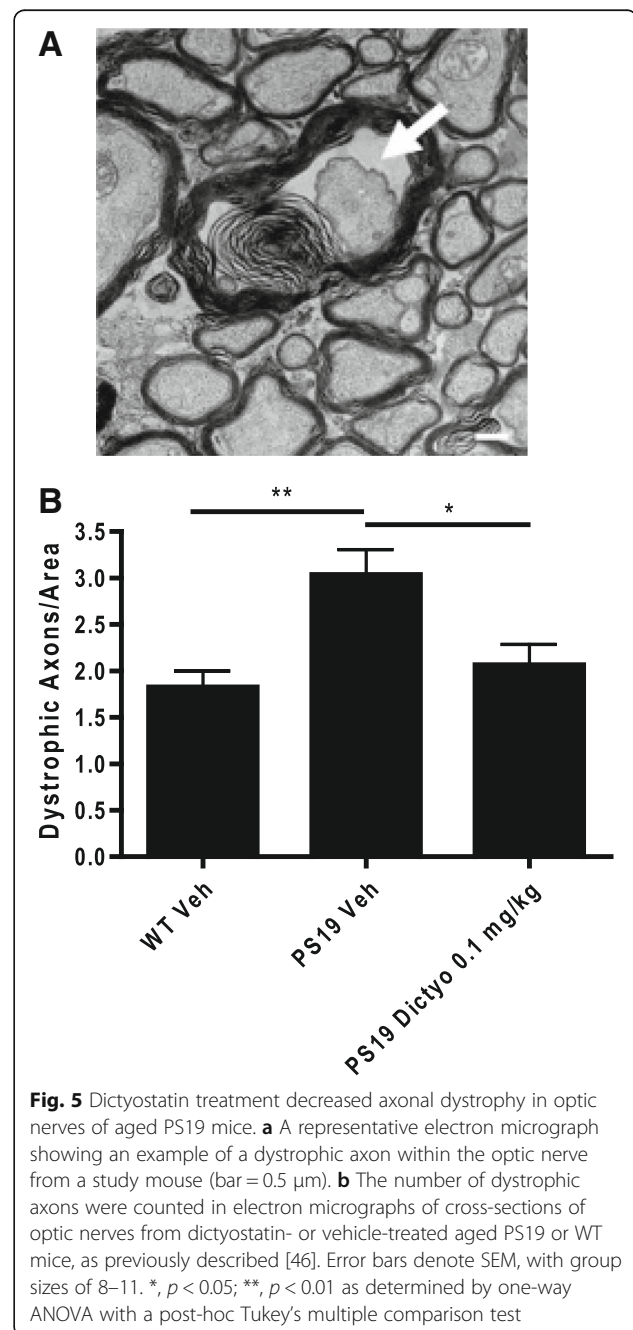 A
B
**
*
Dystrophic Axons/Area
3.5
3.0
2.5
2.0
1.5
1.0
0.5
0.0
WT Veh
PS19 Veh
PS19 Dictyo 0.1 mg/kg
Fig. 5 Dictyostatin treatment decreased axonal dystrophy in optic
nerves of aged PS19 mice. a A representative electron micrograph
showing an example of a dystrophic axon within the optic nerve
from a study mouse (bar = 0.5 μm). b The number of dystrophic
axons were counted in electron micrographs of cross-sections of
optic nerves from dictyostatin- or vehicle-treated aged PS19 or WT
mice, as previously described [46]. Error bars denote SEM, with group
sizes of 8–11. *, p < 0.05; **, p < 0.01 as determined by one-way
ANOVA with a post-hoc Tukey's multiple comparison test